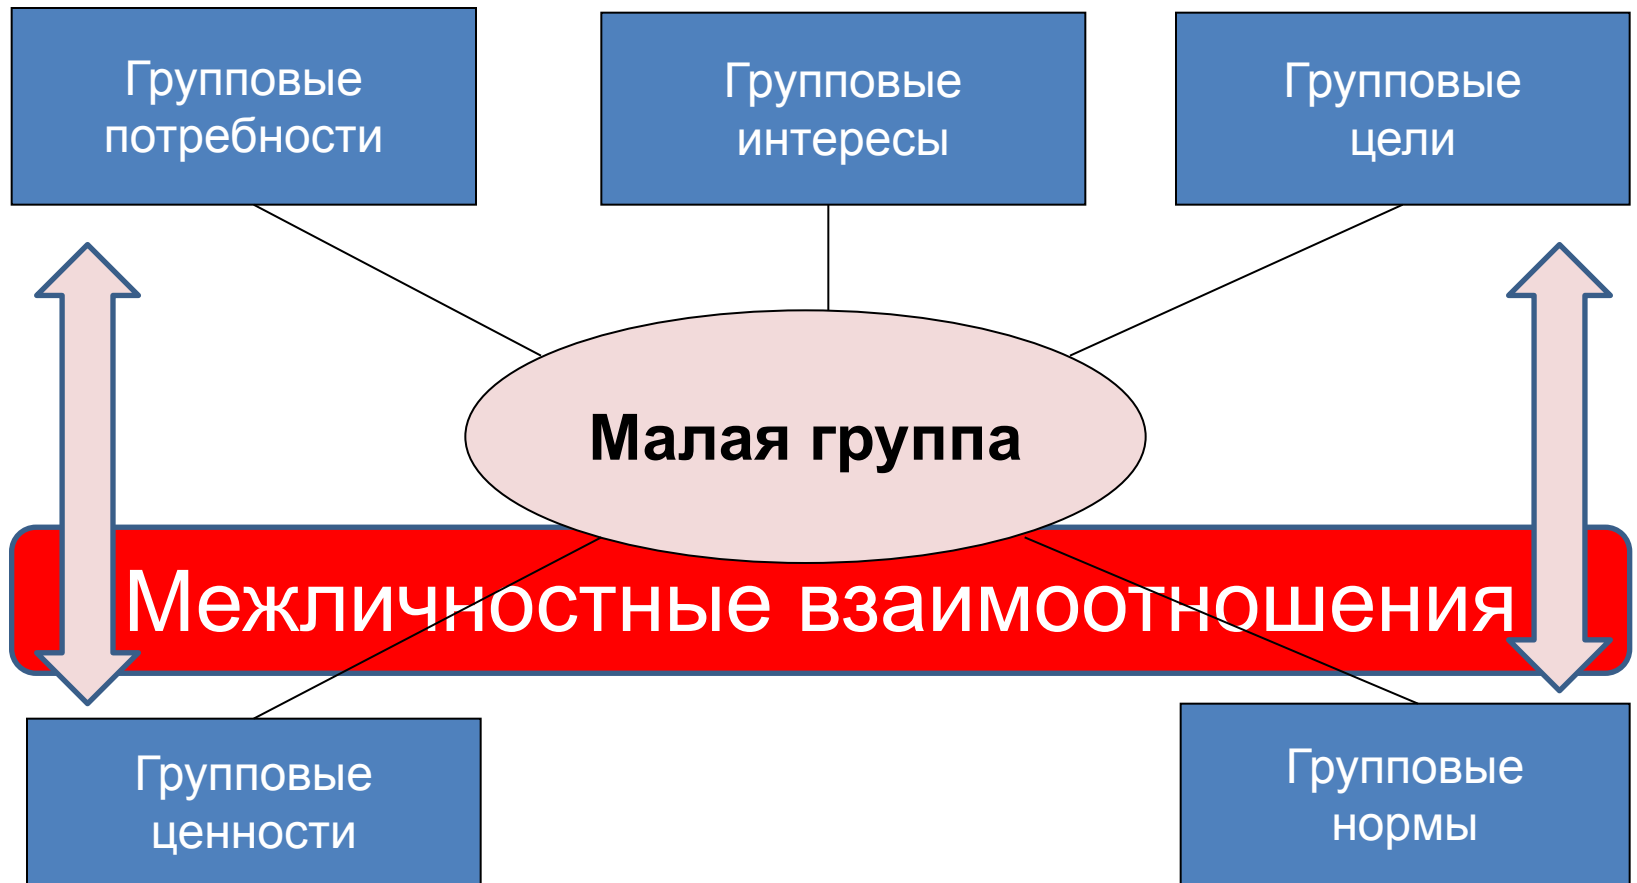 Групповые
потребности
Групповые
интересы
Групповые
цели
Малая группа
Межличностные взаимоотношения
Групповые
ценности
Групповые
нормы